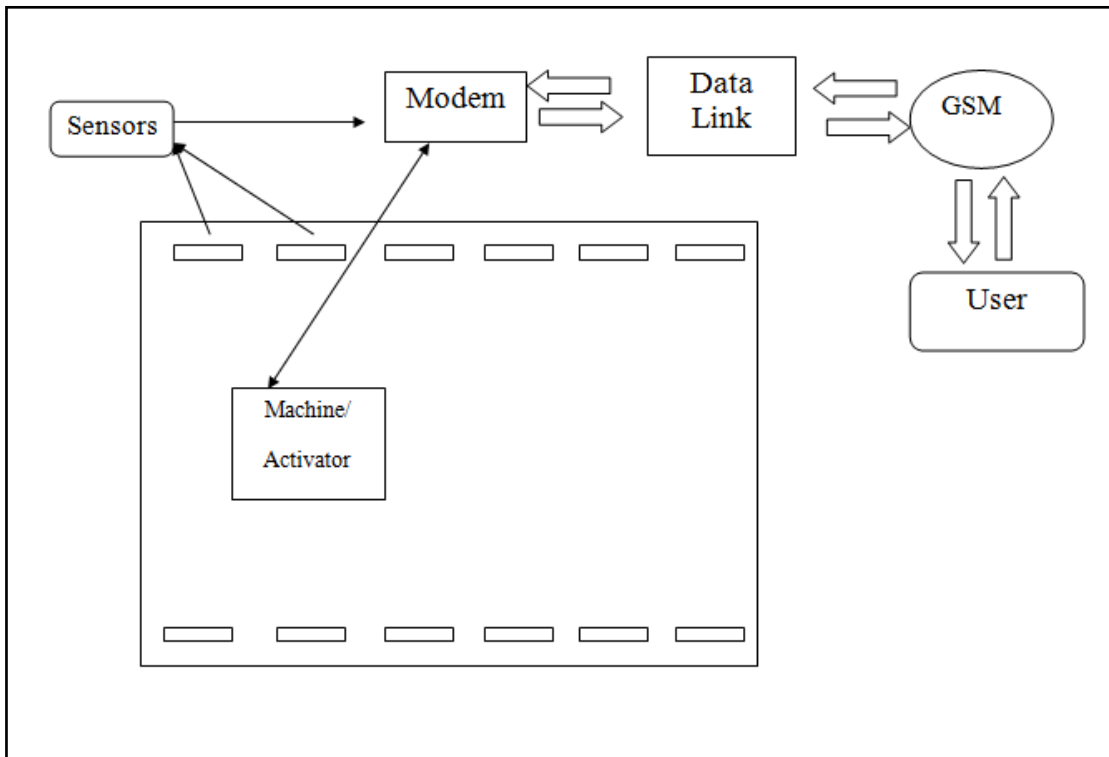 Sensors
Modem
Data
Link
GSM
User
Machine/
Activator